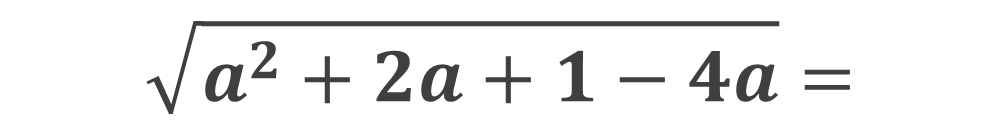 √a² + 2a + 1 − 4a =